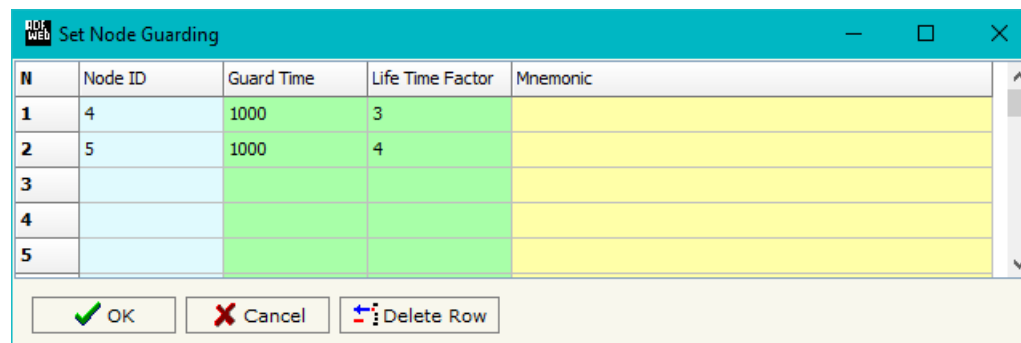 ADF WEB Set Node Guarding
N Node ID Guard Time Life Time Factor Mnemonic
1 4 1000 3
2 5 1000 4
3
4
5
OK Cancel Delete Row